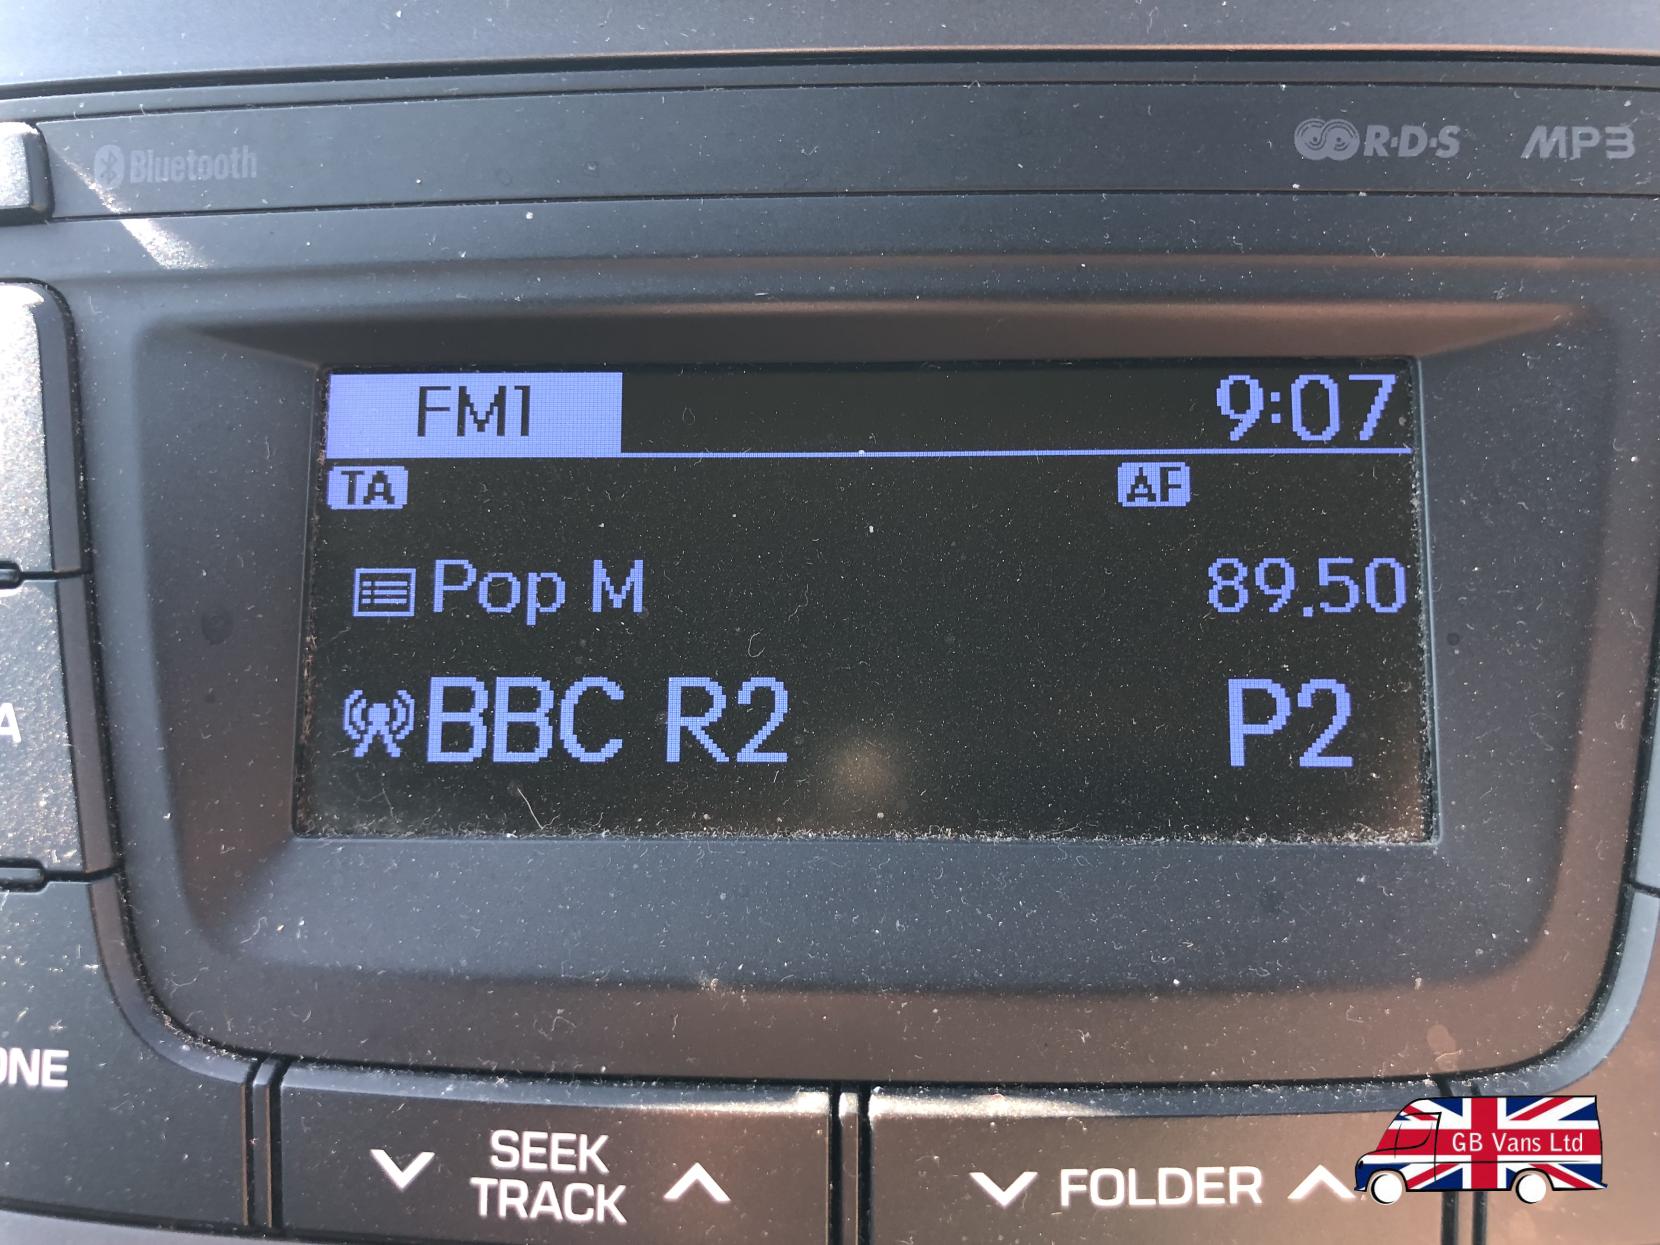 Bluetooth
R·D·S MP3
FM1 9:07
TA AF
Pop M 89.50
BBC R2 P2
A
ONE
SEEK
TRACK
FOLDER
GB Vans Ltd